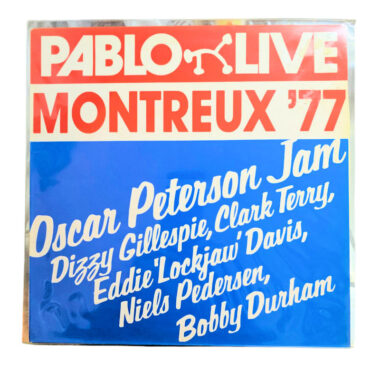 PABLO LIVE
MONTREUX '77
Oscar Peterson Jam
Dizzy Gillespie, Clark Terry,
Eddie 'Lockjaw' Davis,
Niels Pedersen,
Bobby Durham